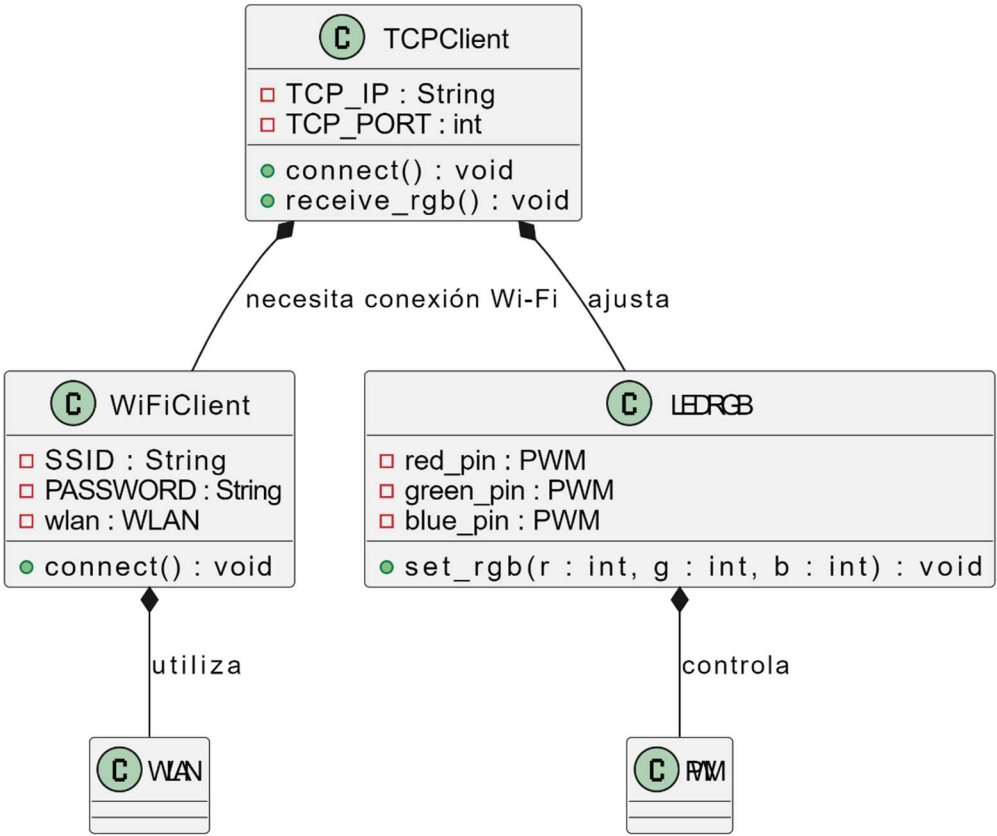 C TCPClient
TCP_IP : String
TCP_PORT : int
connect() : void
receive_rgb() : void
necesita conexión Wi-Fi
ajusta
C WiFiClient
SSID : String
PASSWORD : String
wlan : WLAN
connect() : void
C LEDRGB
red_pin : PWM
green_pin : PWM
blue_pin : PWM
set_rgb(r : int, g : int, b : int) : void
utiliza
controla
C WLAN
C PWM